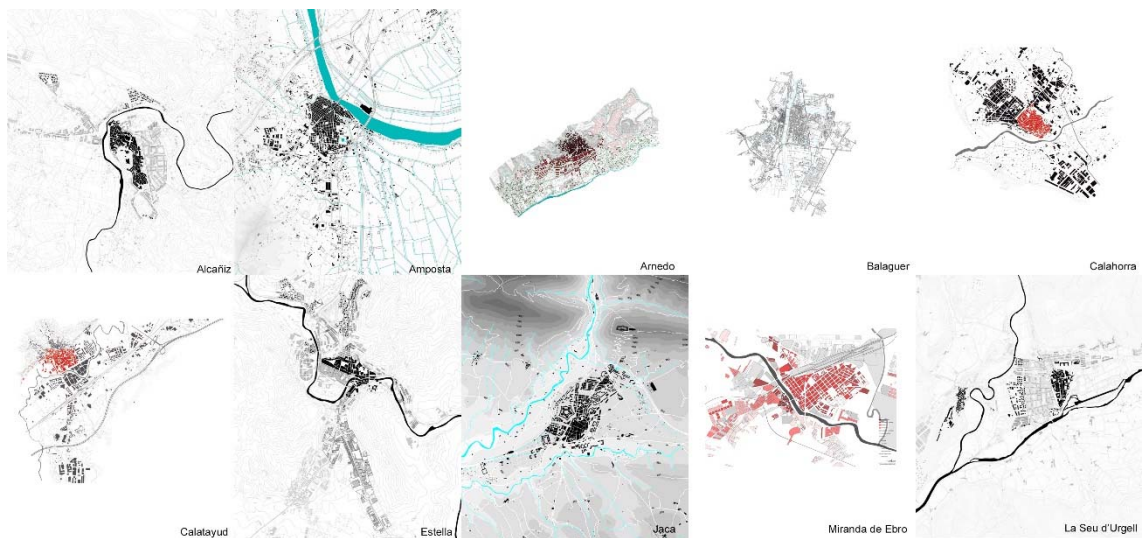 Alcañiz
Amposta
Arnedo
Balaguer
Calahorra
Calatayud
Estella
Jaca
Miranda de Ebro
La Seu d'Urgell